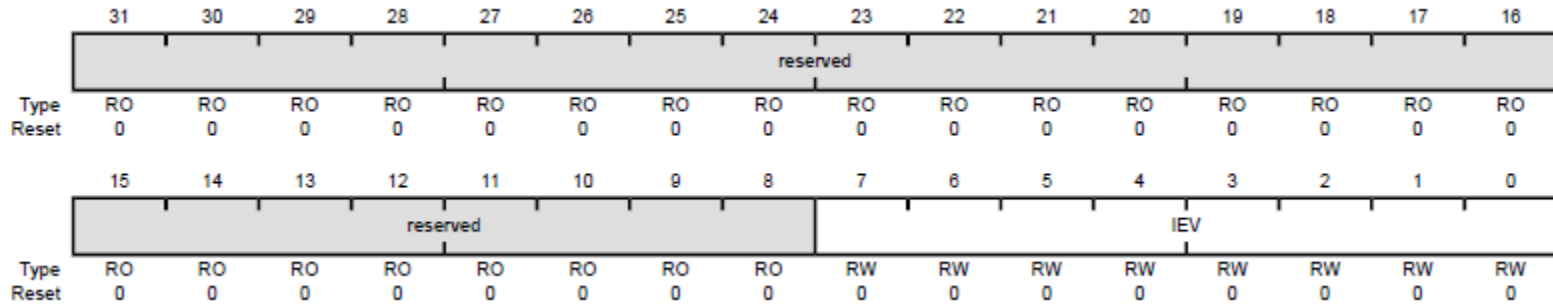 31 30 29 28 27 26 25 24 23 22 21 20 19 18 17 16
reserved
Type RO RO RO RO RO RO RO RO RO RO RO RO RO RO RO RO
Reset 0 0 0 0 0 0 0 0 0 0 0 0 0 0 0 0
15 14 13 12 11 10 9 8 7 6 5 4 3 2 1 0
reserved IEV
Type RO RO RO RO RO RO RO RO RW RW RW RW RW RW RW RW
Reset 0 0 0 0 0 0 0 0 0 0 0 0 0 0 0 0